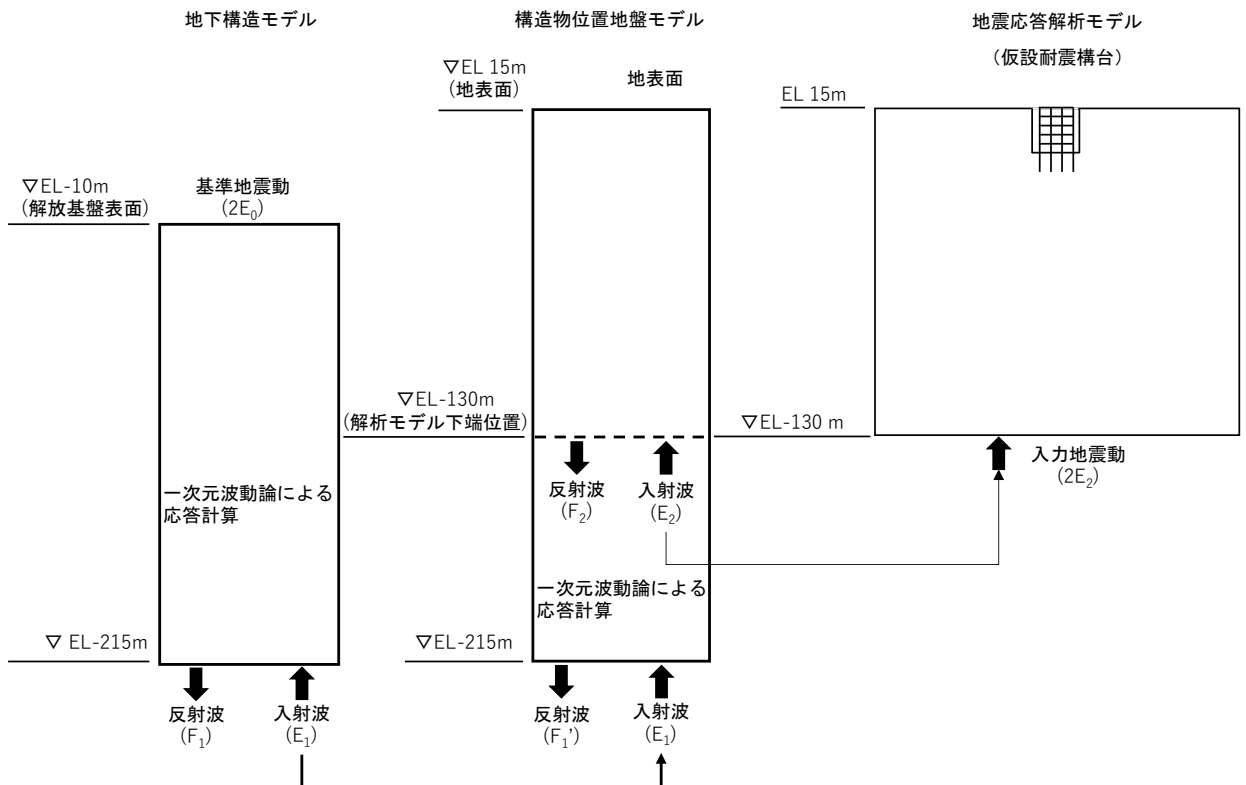 地下構造モデル
▽EL-10m
(解放基盤表面)
基準地震動
(2E₀)
一次元波動論による
応答計算
▽ EL-215m
反射波
(F₁)
入射波
(E₁)
構造物位置地盤モデル
▽EL 15m
(地表面)
地表面
▽EL-130m
(解析モデル下端位置)
反射波
(F₂)
入射波
(E₂)
一次元波動論による
応答計算
▽EL-215m
反射波
(F₁')
入射波
(E₁)
地震応答解析モデル
(仮設耐震構台)
EL 15m
▽EL-130 m
入力地震動
(2E₂)